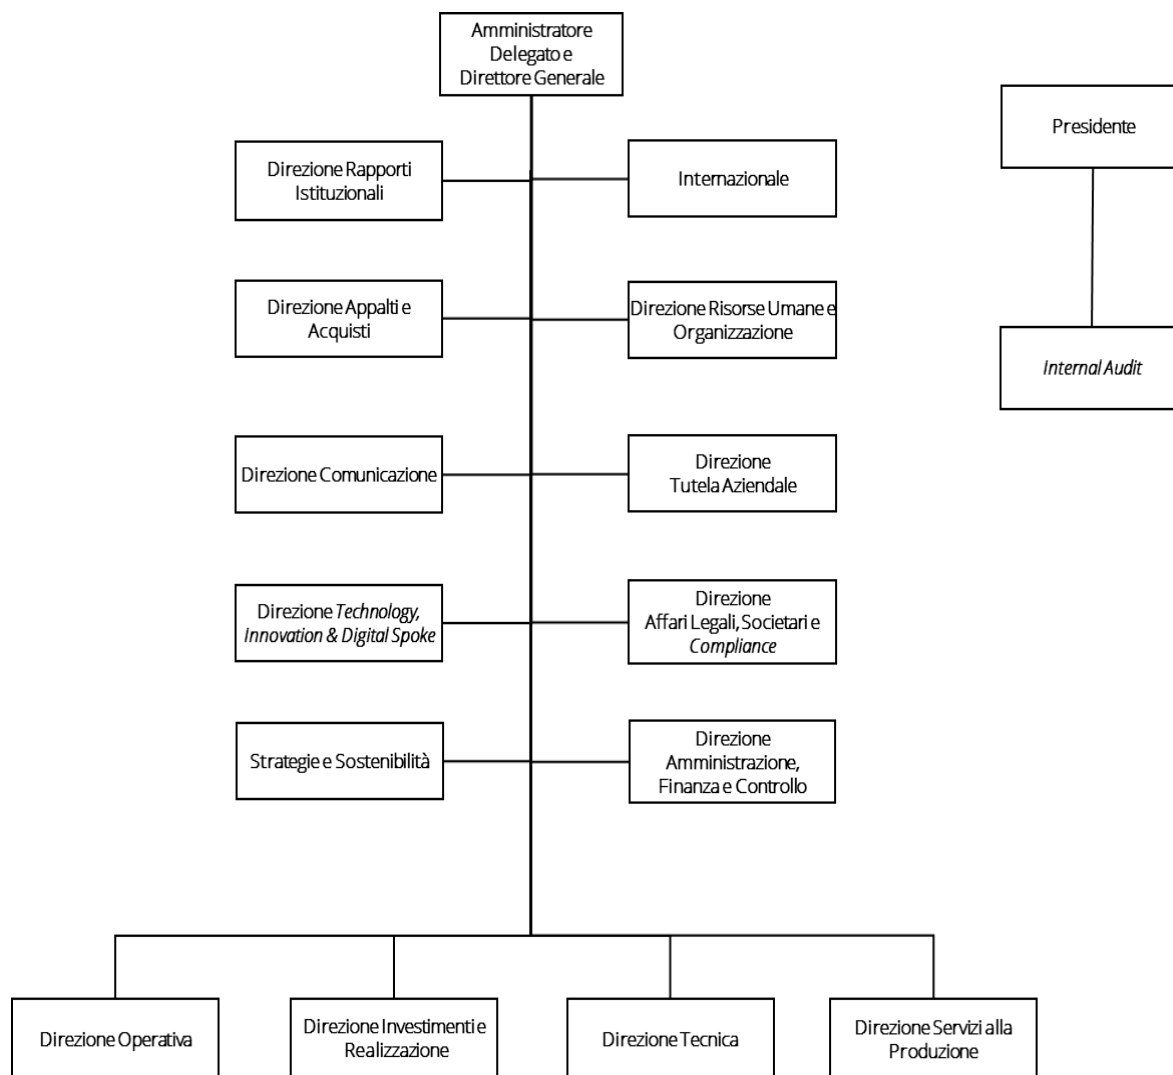 Amministratore
Delegato e
Direttore Generale
Presidente
Direzione Rapporti
Istituzionali
Internazionale
Direzione Appalti e
Acquisti
Direzione Risorse Umane e
Organizzazione
Internal Audit
Direzione Comunicazione
Direzione
Tutela Aziendale
Direzione Technology,
Innovation & Digital Spoke
Direzione
Affari Legali, Societari e
Compliance
Strategie e Sostenibilità
Direzione
Amministrazione,
Finanza e Controllo
Direzione Operativa
Direzione Investimenti e
Realizzazione
Direzione Tecnica
Direzione Servizi alla
Produzione